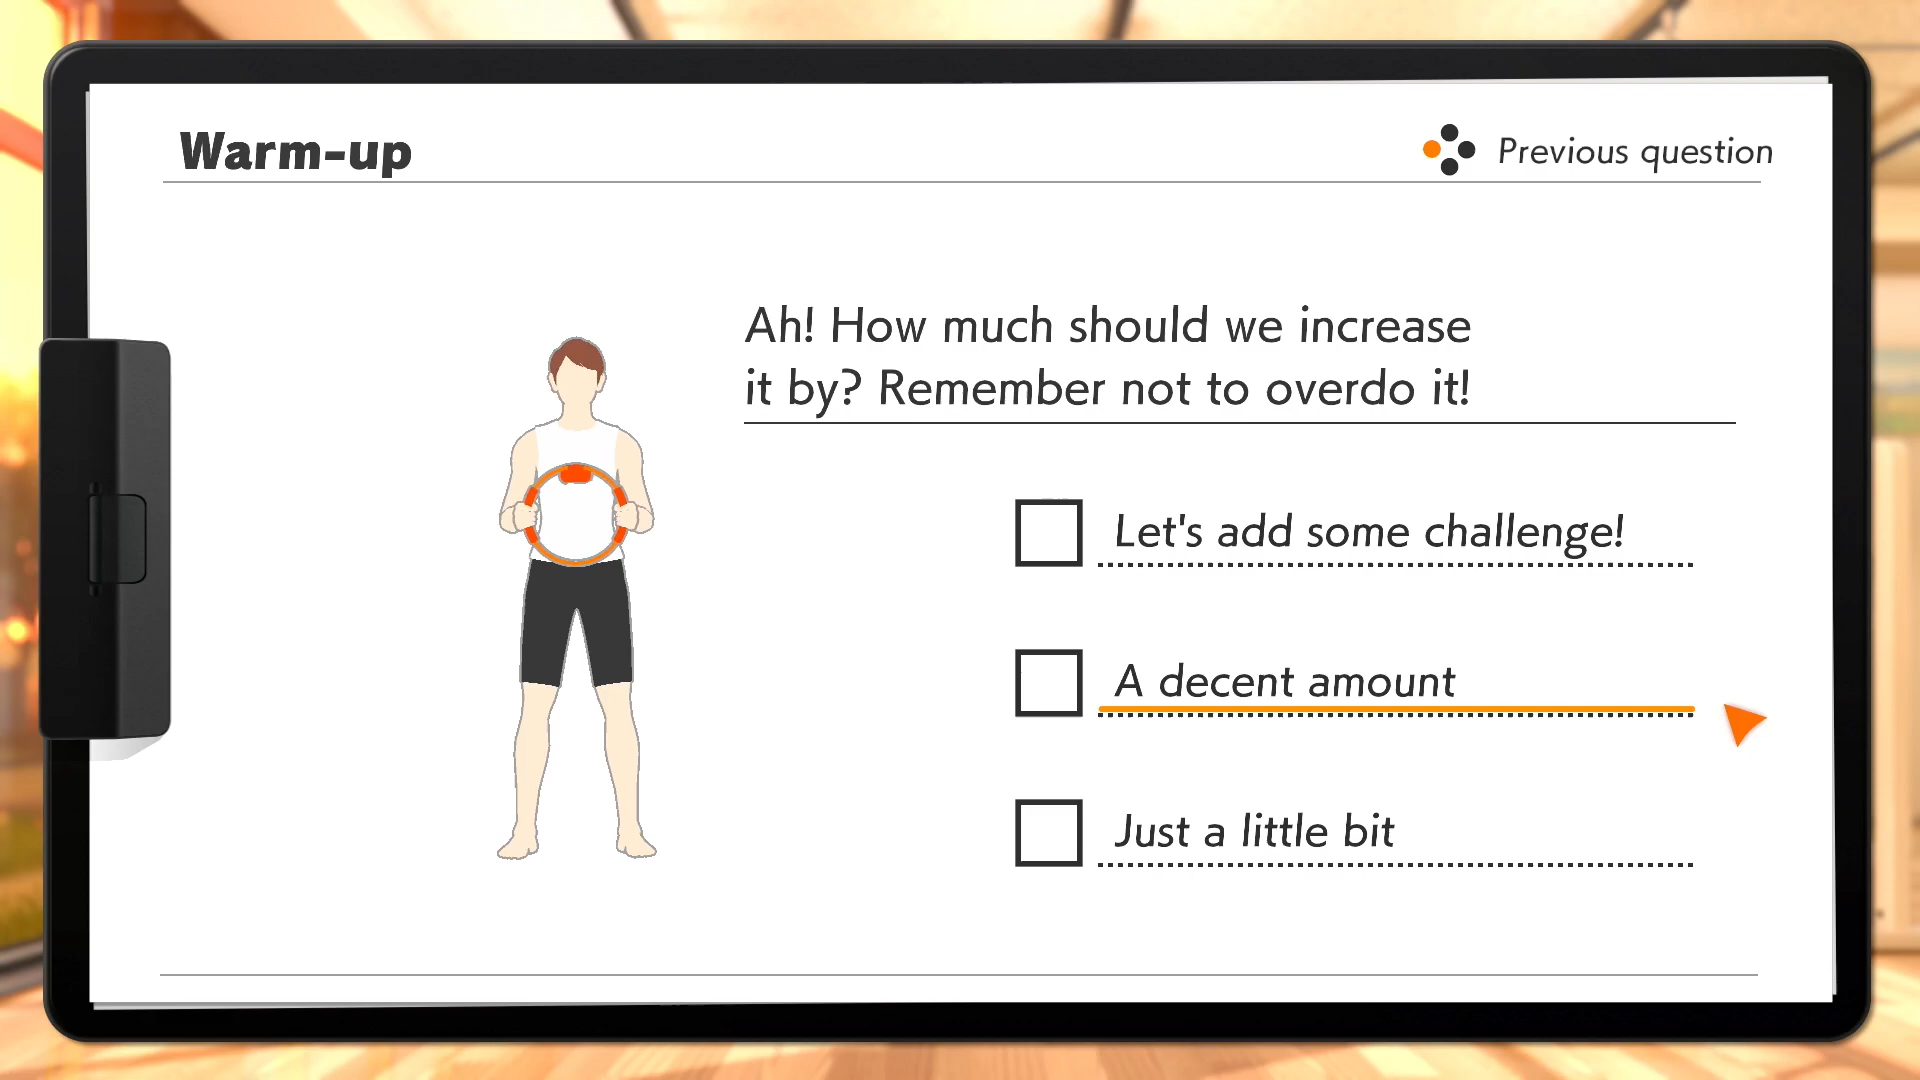 Warm-up
Previous question
Ah! How much should we increase
it by? Remember not to overdo it!
Let's add some challenge!
A decent amount
Just a little bit